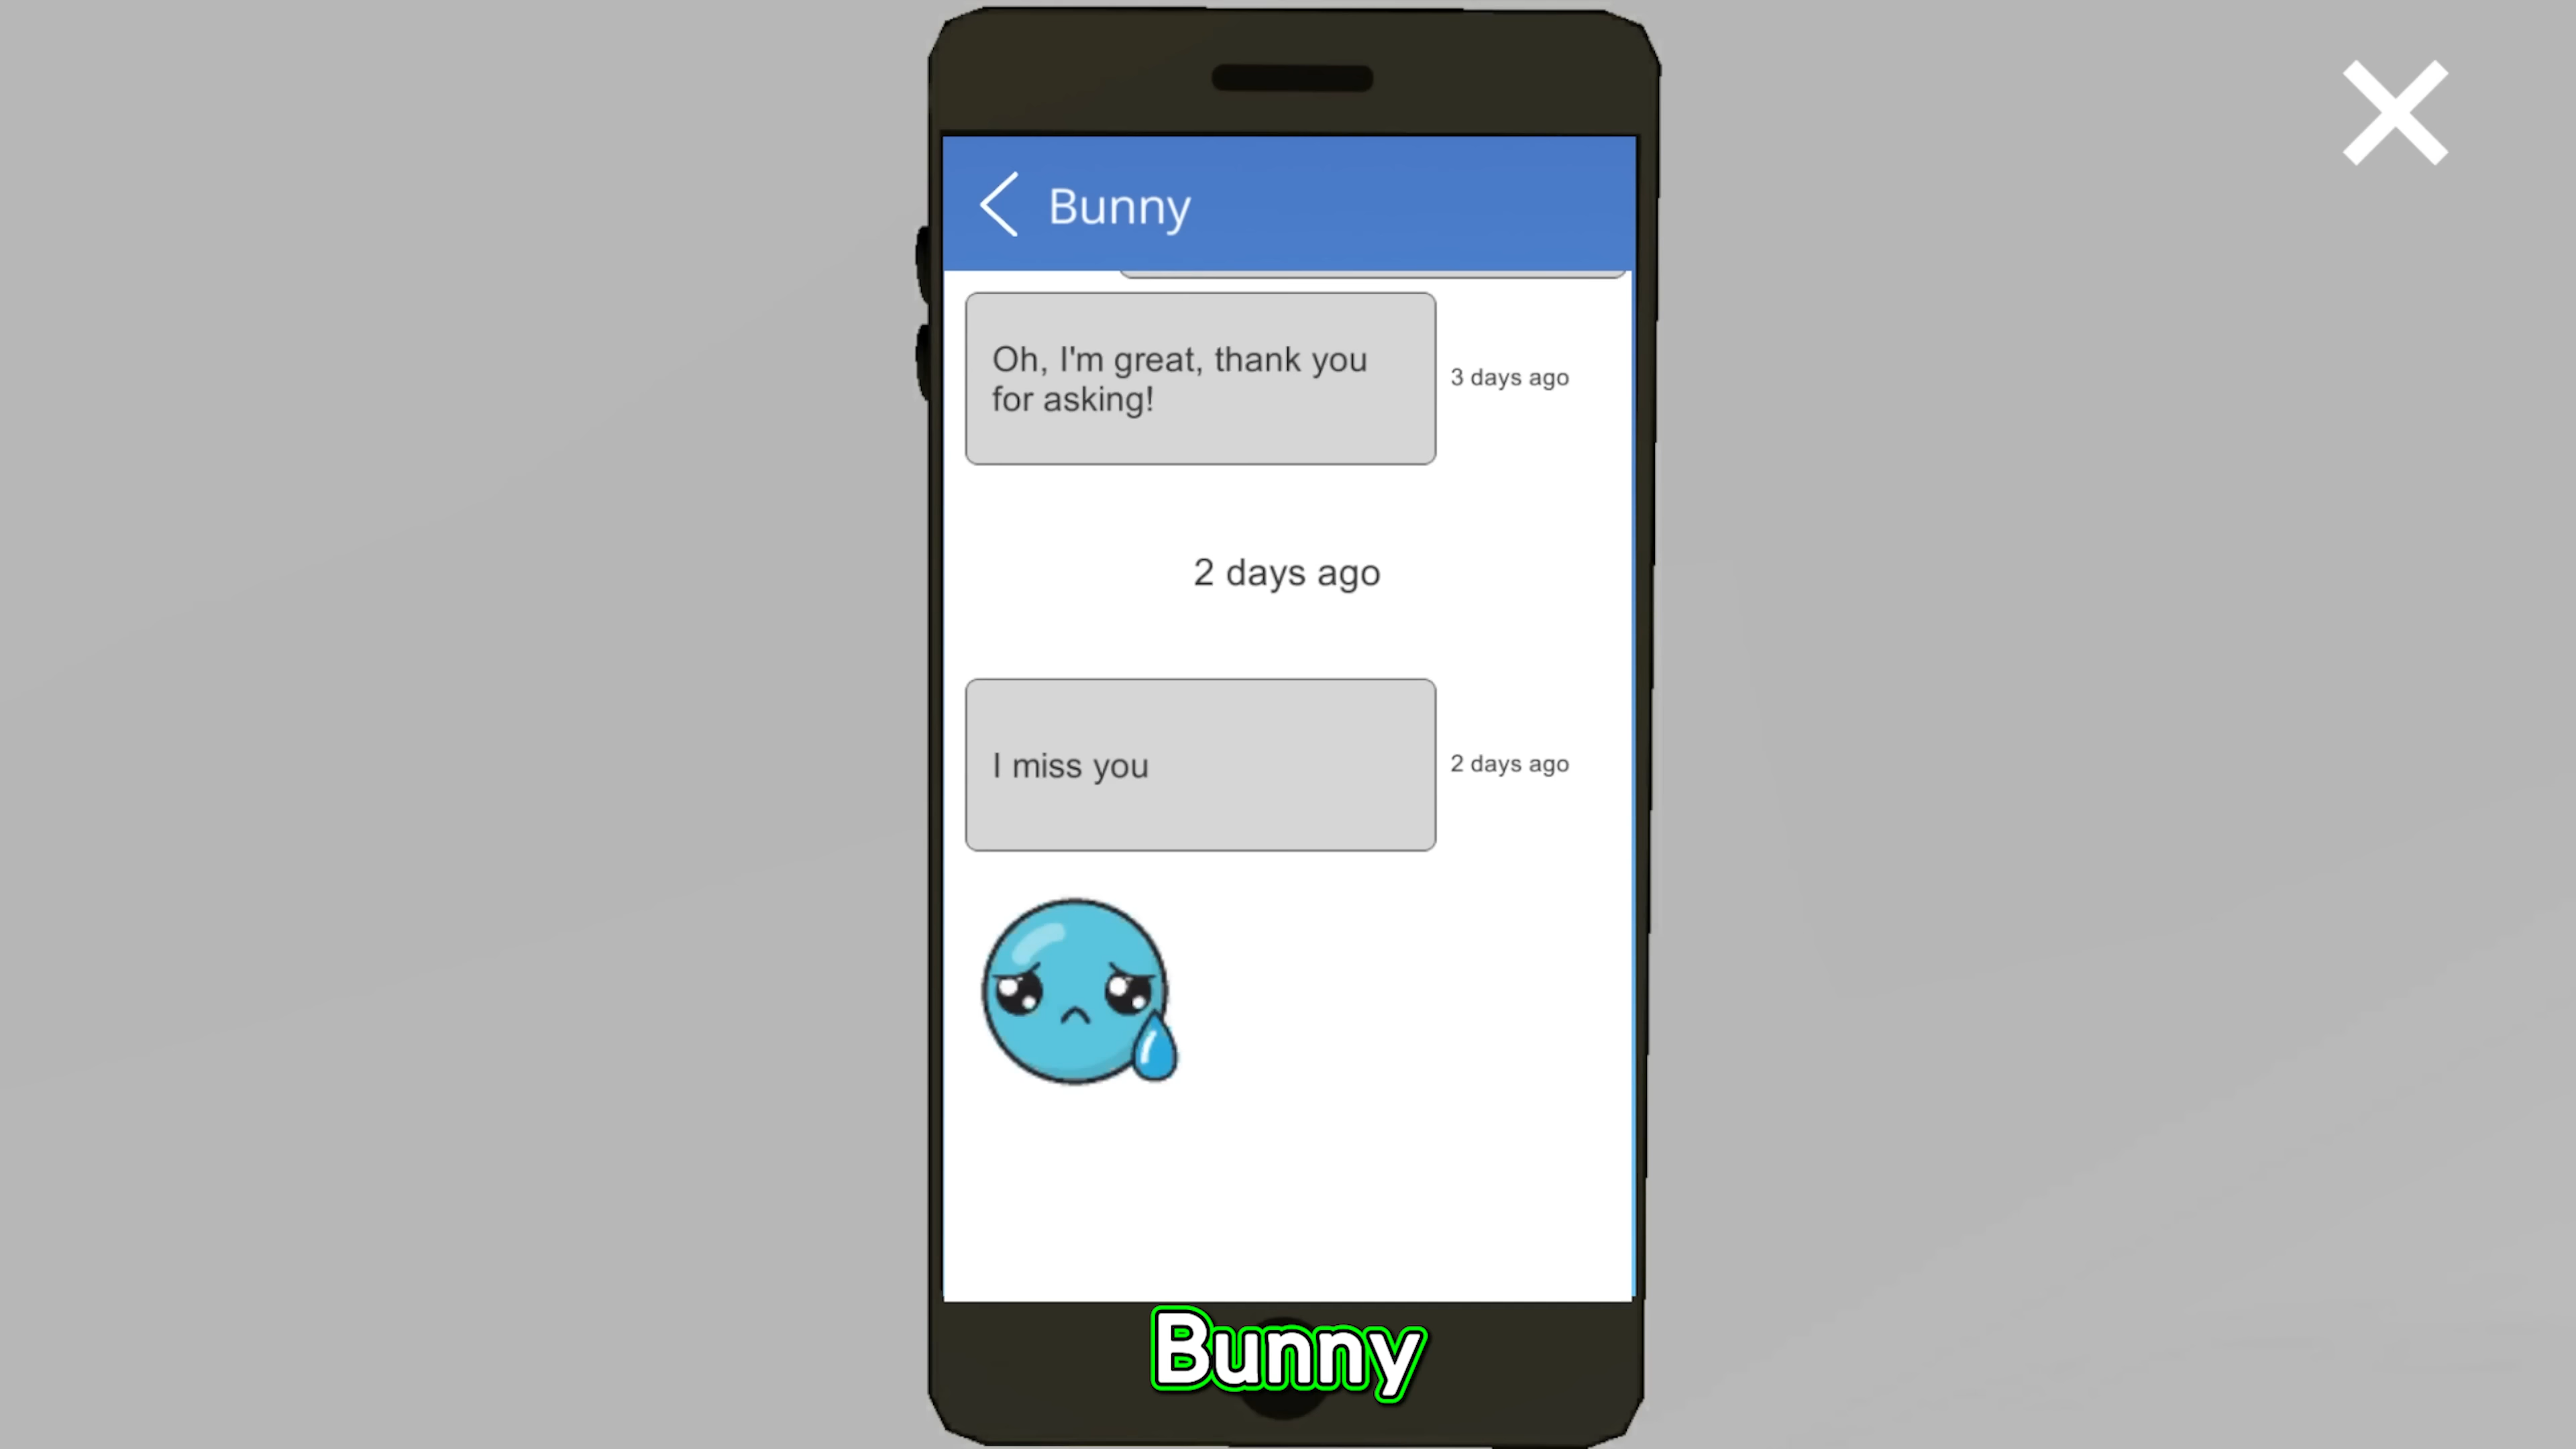 Bunny
Oh, I'm great, thank you
for asking!
3 days ago
2 days ago
I miss you
2 days ago
Bunny